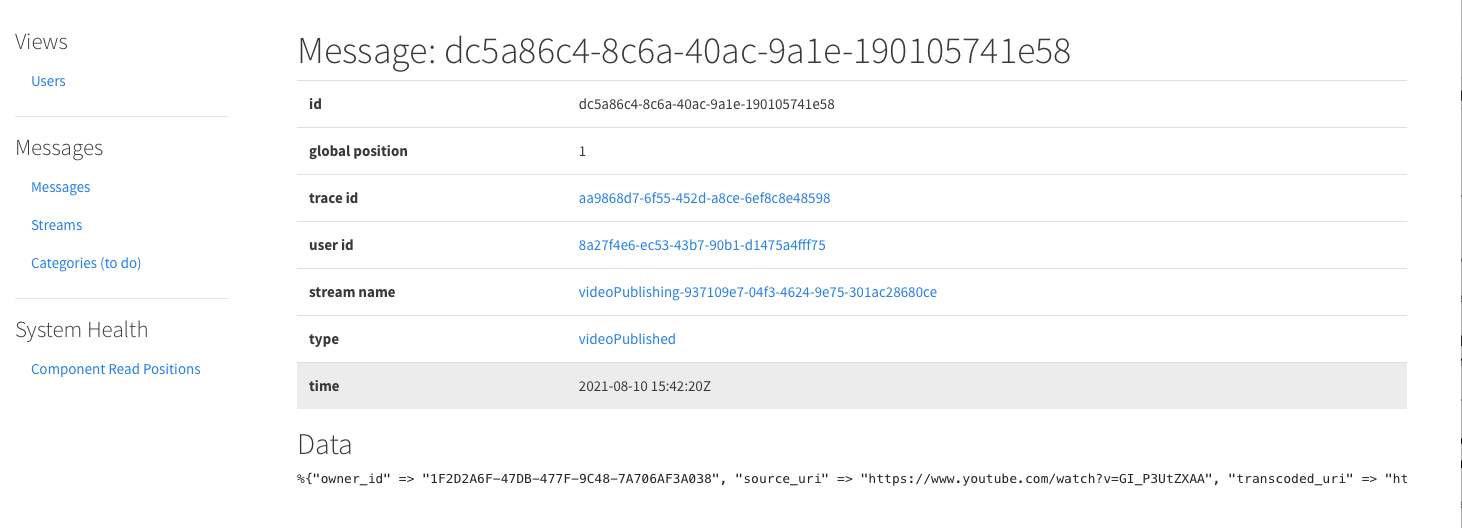 Views
Users
Messages
Messages
Streams
Categories (to do)
System Health
Component Read Positions
Message: dc5a86c4-8c6a-40ac-9a1e-190105741e58
id dc5a86c4-8c6a-40ac-9a1e-190105741e58
global position 1
trace id aa9868d7-6f55-452d-a8ce-6ef8c8e48598
user id 8a27f4e6-ec53-43b7-90b1-d1475a4fff75
stream name videoPublishing-937109e7-04f3-4624-9e75-301ac28680ce
type videoPublished
time 2021-08-10 15:42:20Z
Data
%{"owner_id" => "1F2D2A6F-47DB-477F-9C48-7A706AF3A038", "source_uri" => "https://www.youtube.com/watch?v=GI_P3UtZXAA", "transcoded_uri" => "ht